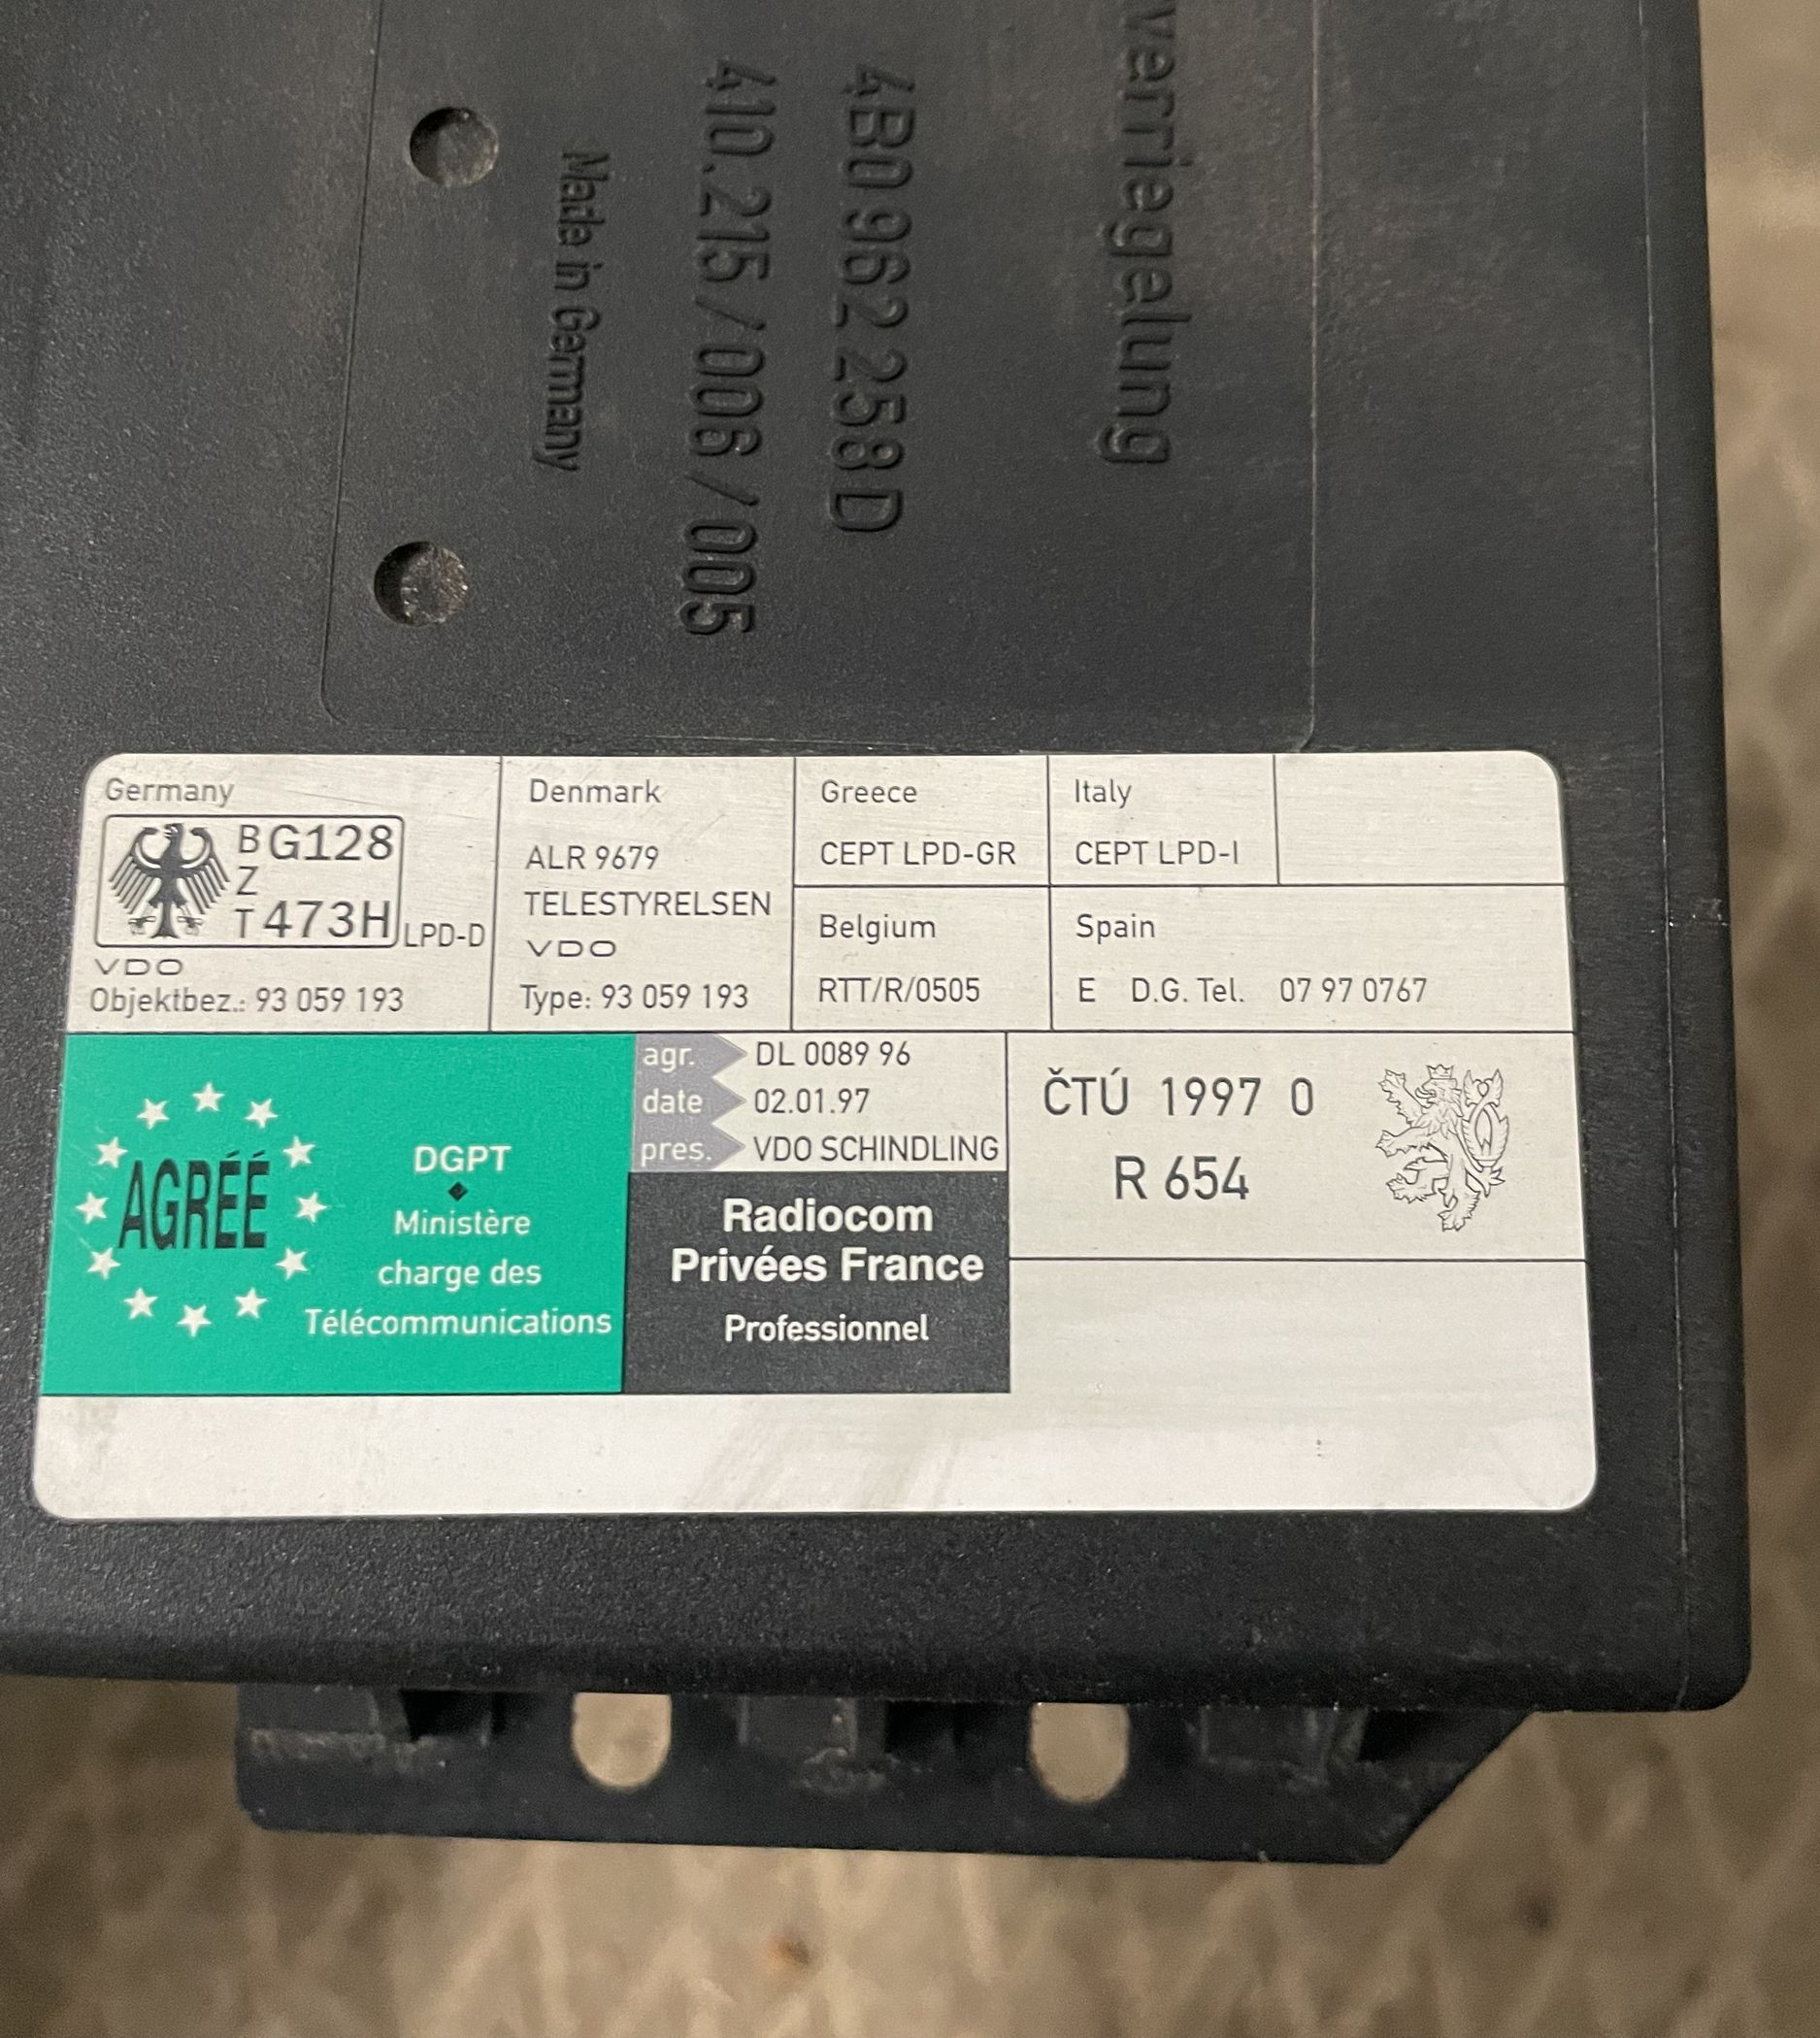 verriegelung
4B0 962 258 D
410.215/006/005
Made in Germany
Germany
BZT G128 473H LPD-D
VDO
Objektbez.: 93 059 193
Denmark
ALR 9679
TELESTYRELSEN
VDO
Type: 93 059 193
Greece
CEPT LPD-GR
Italy
CEPT LPD-I
Belgium
RTT/R/0505
Spain
E D.G. Tel. 07 97 0767
AGRÉÉ
DGPT
Ministère
charge des
Télécommunications
agr. DL 0089 96
date 02.01.97
pres. VDO SCHINDLING
Radiocom
Privées France
Professionnel
ČTÚ 1997 0
R 654